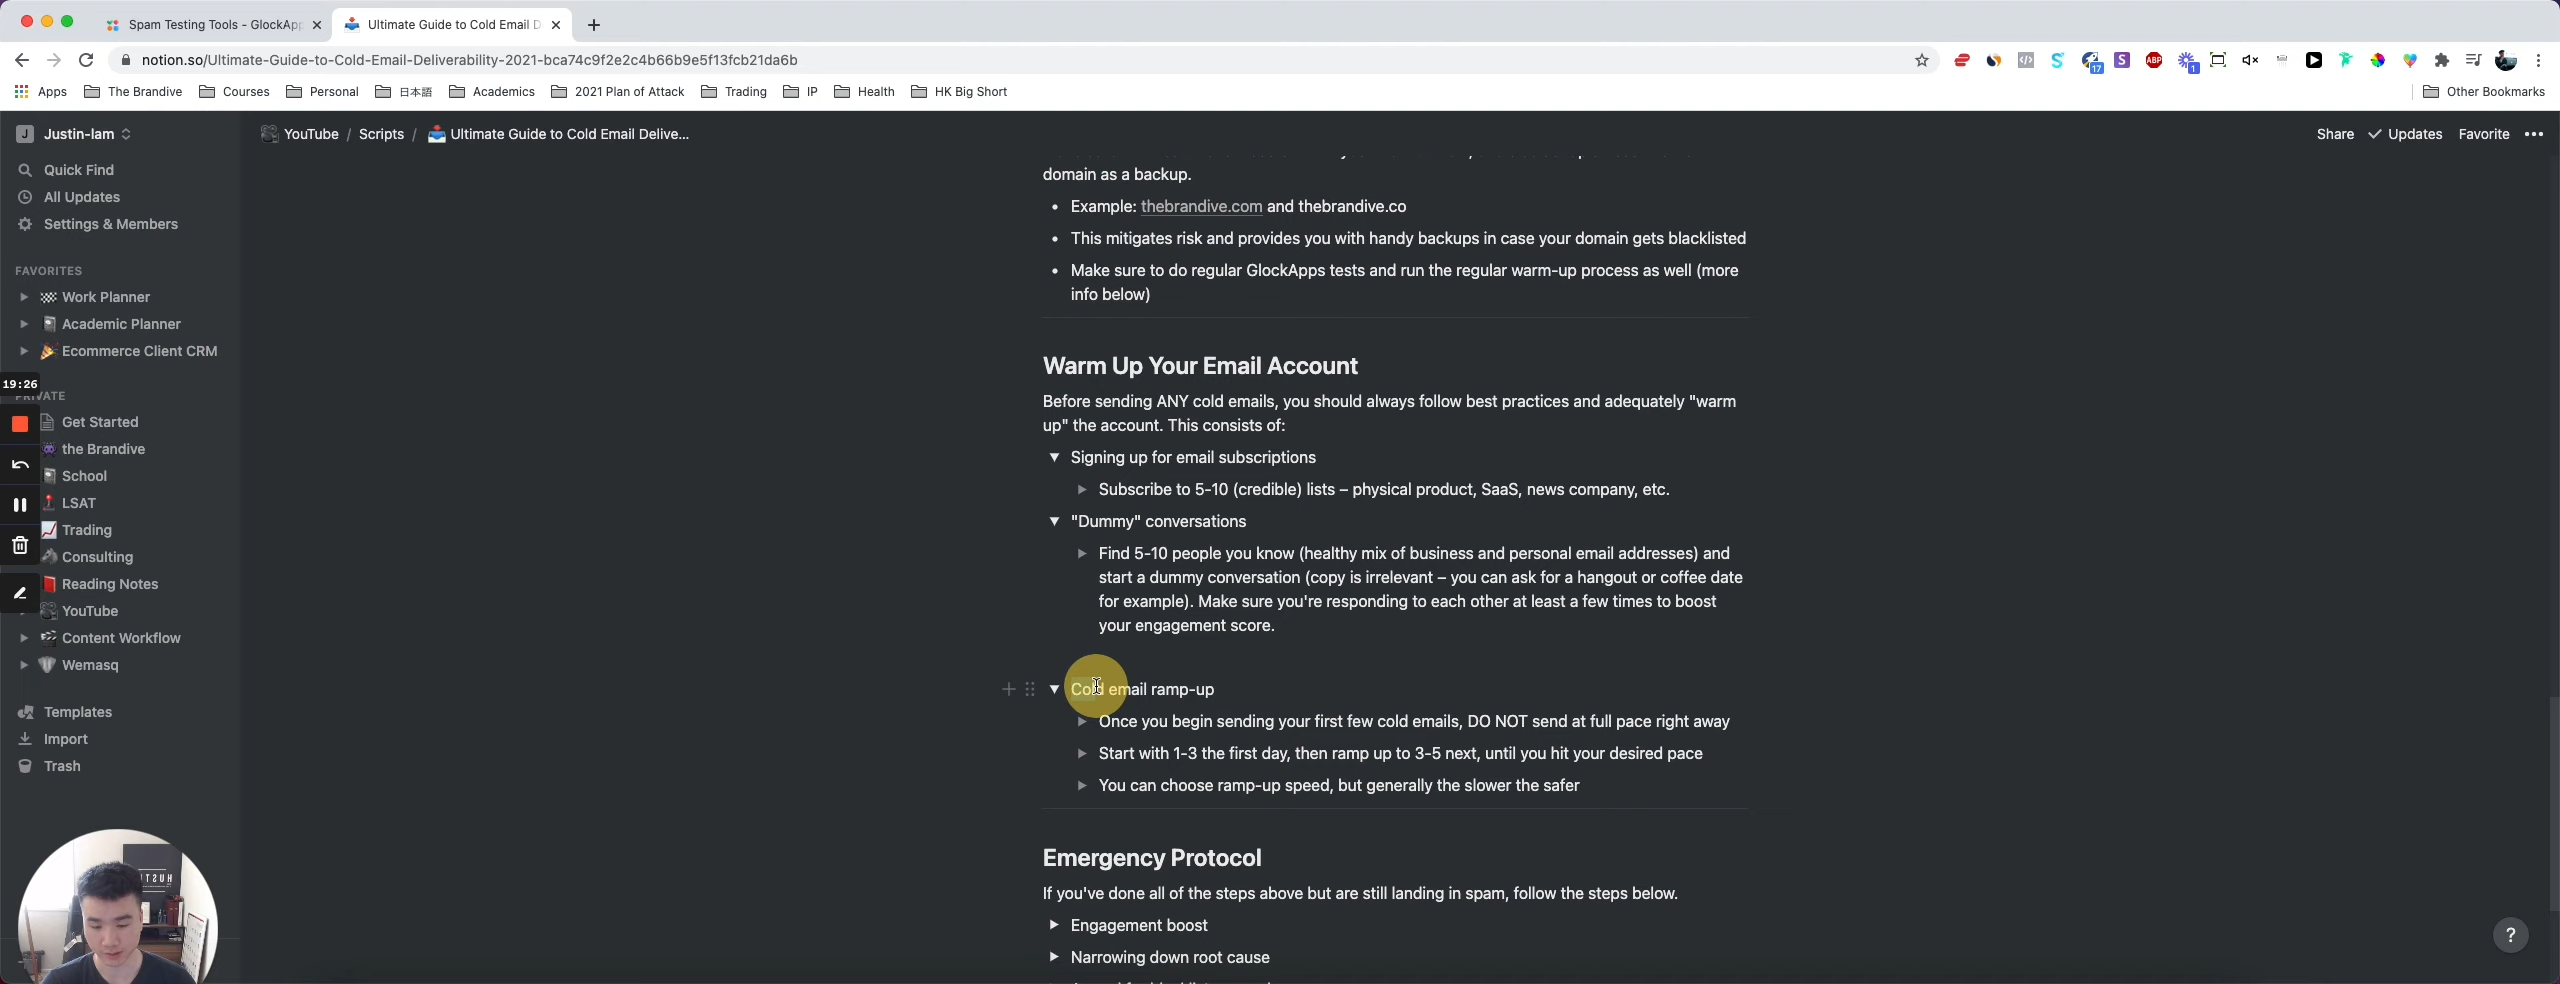 Spam Testing Tools - GlockApp
Ultimate Guide to Cold Email D
notion.so/Ultimate-Guide-to-Cold-Email-Deliverability-2021-bca74c9f2e2c4b66b9e5f13fcb21da6b
17
ABP
1
Apps
The Brandive
Courses
Personal
日本語
Academics
2021 Plan of Attack
Trading
IP
Health
HK Big Short
Other Bookmarks
J Justin-lam
YouTube / Scripts / Ultimate Guide to Cold Email Delive...
Share
Updates
Favorite
Quick Find
All Updates
Settings & Members
FAVORITES
Work Planner
Academic Planner
Ecommerce Client CRM
19:26
PRIVATE
Get Started
the Brandive
School
LSAT
Trading
Consulting
Reading Notes
YouTube
Content Workflow
Wemasq
Templates
Import
Trash
domain as a backup.
• Example: thebrandive.com and thebrandive.co
• This mitigates risk and provides you with handy backups in case your domain gets blacklisted
• Make sure to do regular GlockApps tests and run the regular warm-up process as well (more
info below)
Warm Up Your Email Account
Before sending ANY cold emails, you should always follow best practices and adequately "warm
up" the account. This consists of:
Signing up for email subscriptions
Subscribe to 5-10 (credible) lists – physical product, SaaS, news company, etc.
"Dummy" conversations
Find 5-10 people you know (healthy mix of business and personal email addresses) and
start a dummy conversation (copy is irrelevant – you can ask for a hangout or coffee date
for example). Make sure you're responding to each other at least a few times to boost
your engagement score.
Cold email ramp-up
Once you begin sending your first few cold emails, DO NOT send at full pace right away
Start with 1-3 the first day, then ramp up to 3-5 next, until you hit your desired pace
You can choose ramp-up speed, but generally the slower the safer
Emergency Protocol
If you've done all of the steps above but are still landing in spam, follow the steps below.
Engagement boost
Narrowing down root cause
?